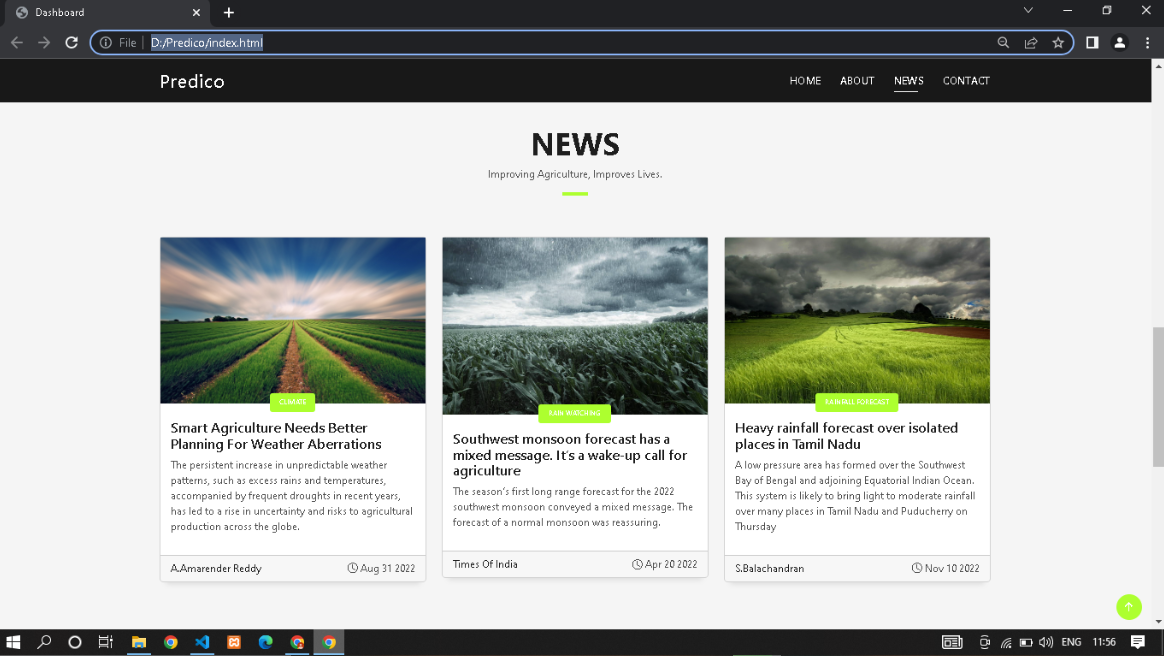 Dashboard
File
D:/Predico/index.html
Predico
HOME ABOUT NEWS CONTACT
NEWS
Improving Agriculture, Improves Lives.
CLIMATE
Smart Agriculture Needs Better
Planning For Weather Aberrations
The persistent increase in unpredictable weather
patterns, such as excess rains and temperatures,
accompanied by frequent droughts in recent years,
has led to a rise in uncertainty and risks to agricultural
production across the globe.
A.Amarender Reddy
Aug 31 2022
RAIN WATCHING
Southwest monsoon forecast has a
mixed message. It's a wake-up call for
agriculture
The season's first long range forecast for the 2022
southwest monsoon conveyed a mixed message. The
forecast of a normal monsoon was reassuring.
Times Of India
Apr 20 2022
RAINFALL FORECAST
Heavy rainfall forecast over isolated
places in Tamil Nadu
A low pressure area has formed over the Southwest
Bay of Bengal and adjoining Equatorial Indian Ocean.
This system is likely to bring light to moderate rainfall
over many places in Tamil Nadu and Puducherry on
Thursday
S.Balachandran
Nov 10 2022
ENG
11:56